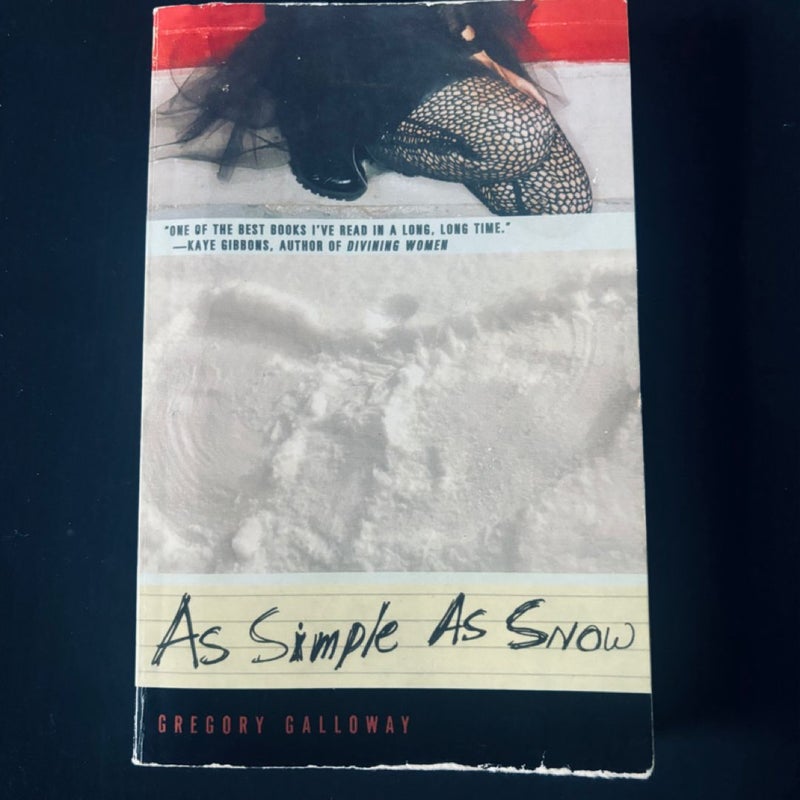 "ONE OF THE BEST BOOKS I'VE READ IN A LONG, LONG TIME."
—KAYE GIBBONS, AUTHOR OF DIVINING WOMEN
As Simple As Snow
GREGORY GALLOWAY